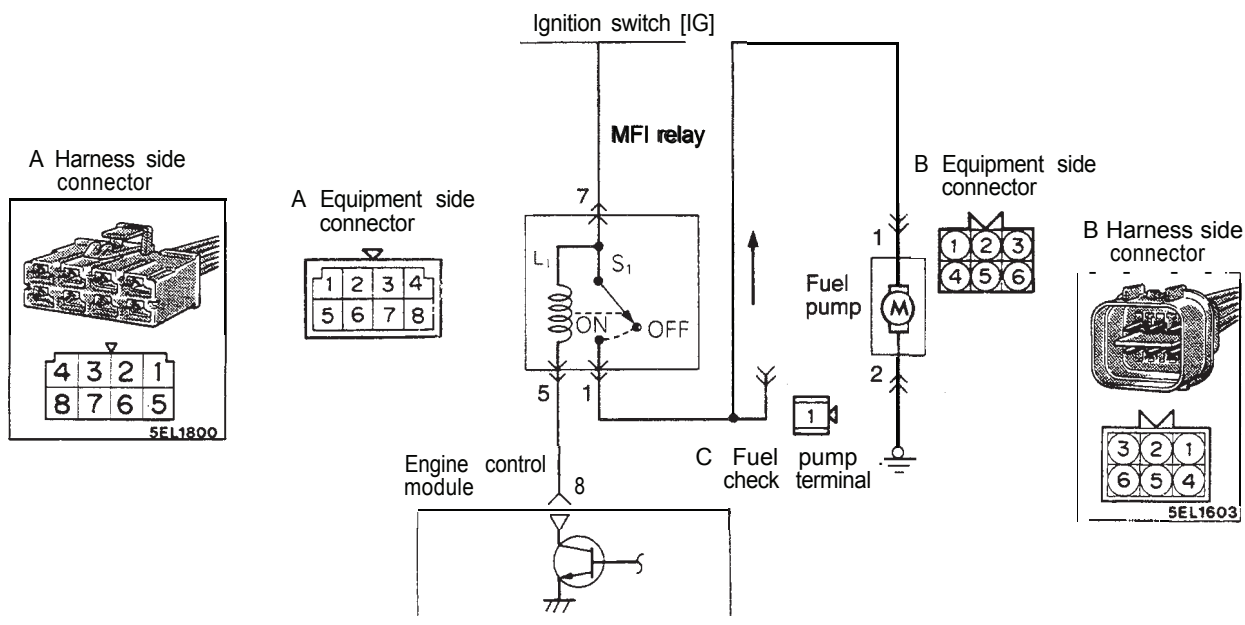 Ignition switch [IG]
MFI relay
A Harness side
connector
4 3 2 1
8 7 6 5
5EL1800
A Equipment side
connector
1 2 3 4
5 6 7 8
7
L1
S1
ON
OFF
5
1
Engine control
module
8
C Fuel pump
check terminal
1
1
Fuel
pump
M
2
B Equipment side
connector
1 2 3
4 5 6
B Harness side
connector
3 2 1
6 5 4
5EL1603